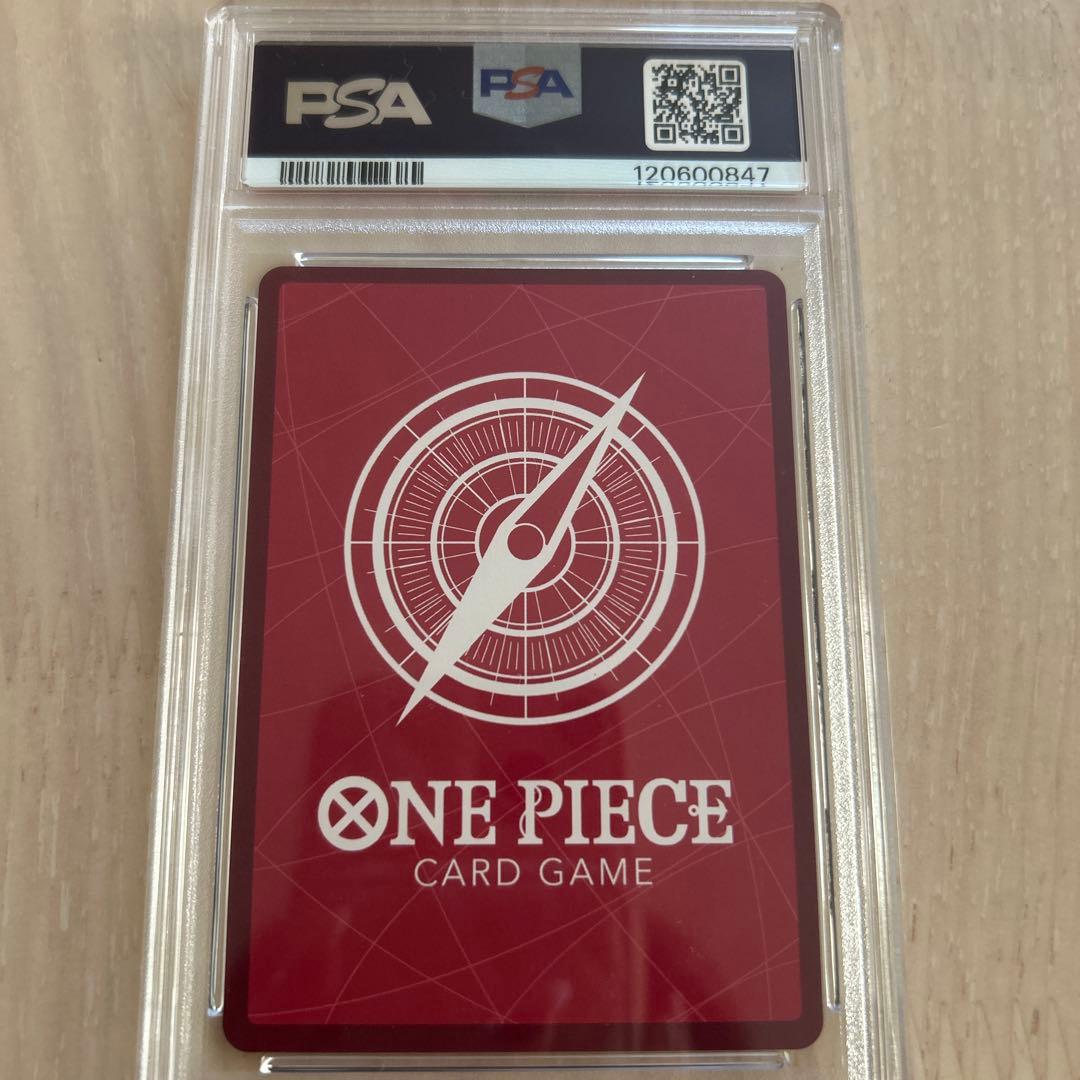 PSA
PSA
120600847
ONE PIECE
CARD GAME